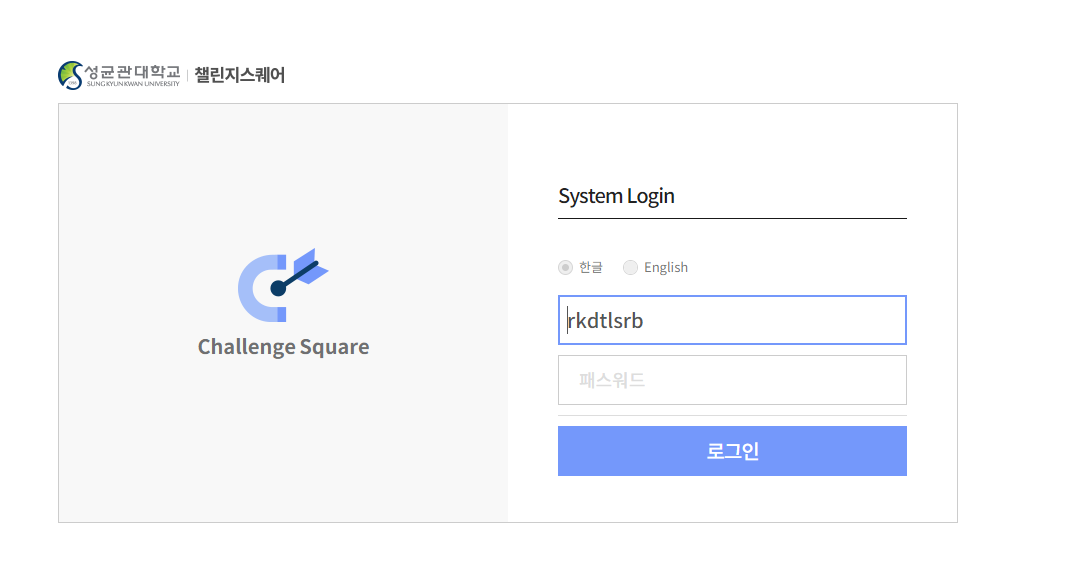 성균관대학교 챌린지스퀘어
SUNGKYUNKWAN UNIVERSITY
Challenge Square
System Login
한글 English
rkdtlsrb
패스워드
로그인